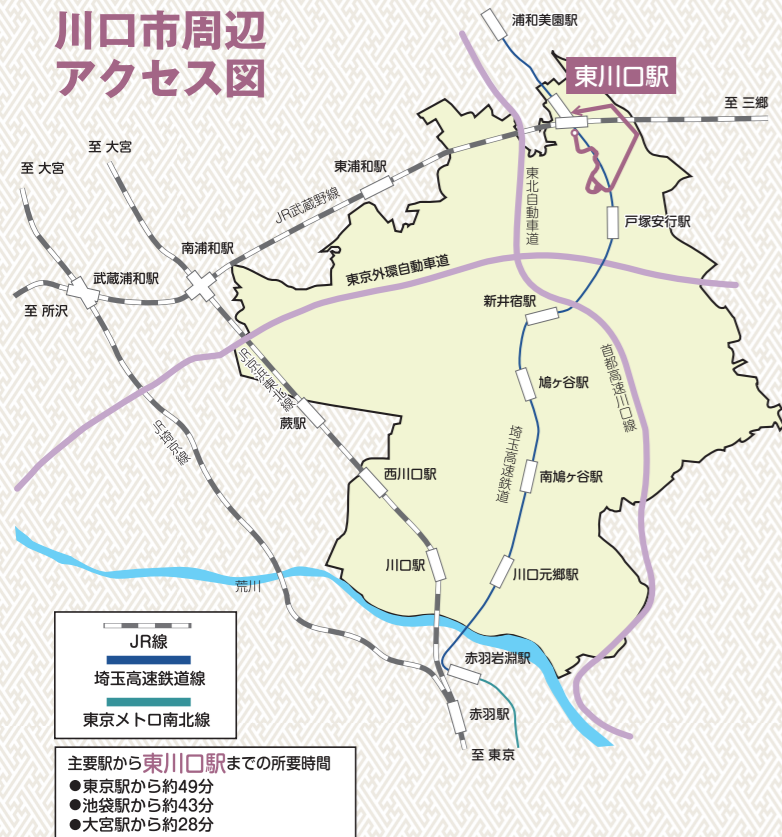 川口市周辺
アクセス図
浦和美園駅
東川口駅
至 三郷
至 大宮
至 大宮
東浦和駅
JR武蔵野線
東北自動車道
戸塚安行駅
南浦和駅
武蔵浦和駅
東京外環自動車道
至 所沢
新井宿駅
JR京浜東北線
首都高速川口線
鳩ヶ谷駅
蕨駅
JR埼京線
埼玉高速鉄道
西川口駅
南鳩ヶ谷駅
川口駅
川口元郷駅
荒川
赤羽岩淵駅
赤羽駅
至 東京
JR線
埼玉高速鉄道線
東京メトロ南北線
主要駅から東川口駅までの所要時間
●東京駅から約49分
●池袋駅から約43分
●大宮駅から約28分